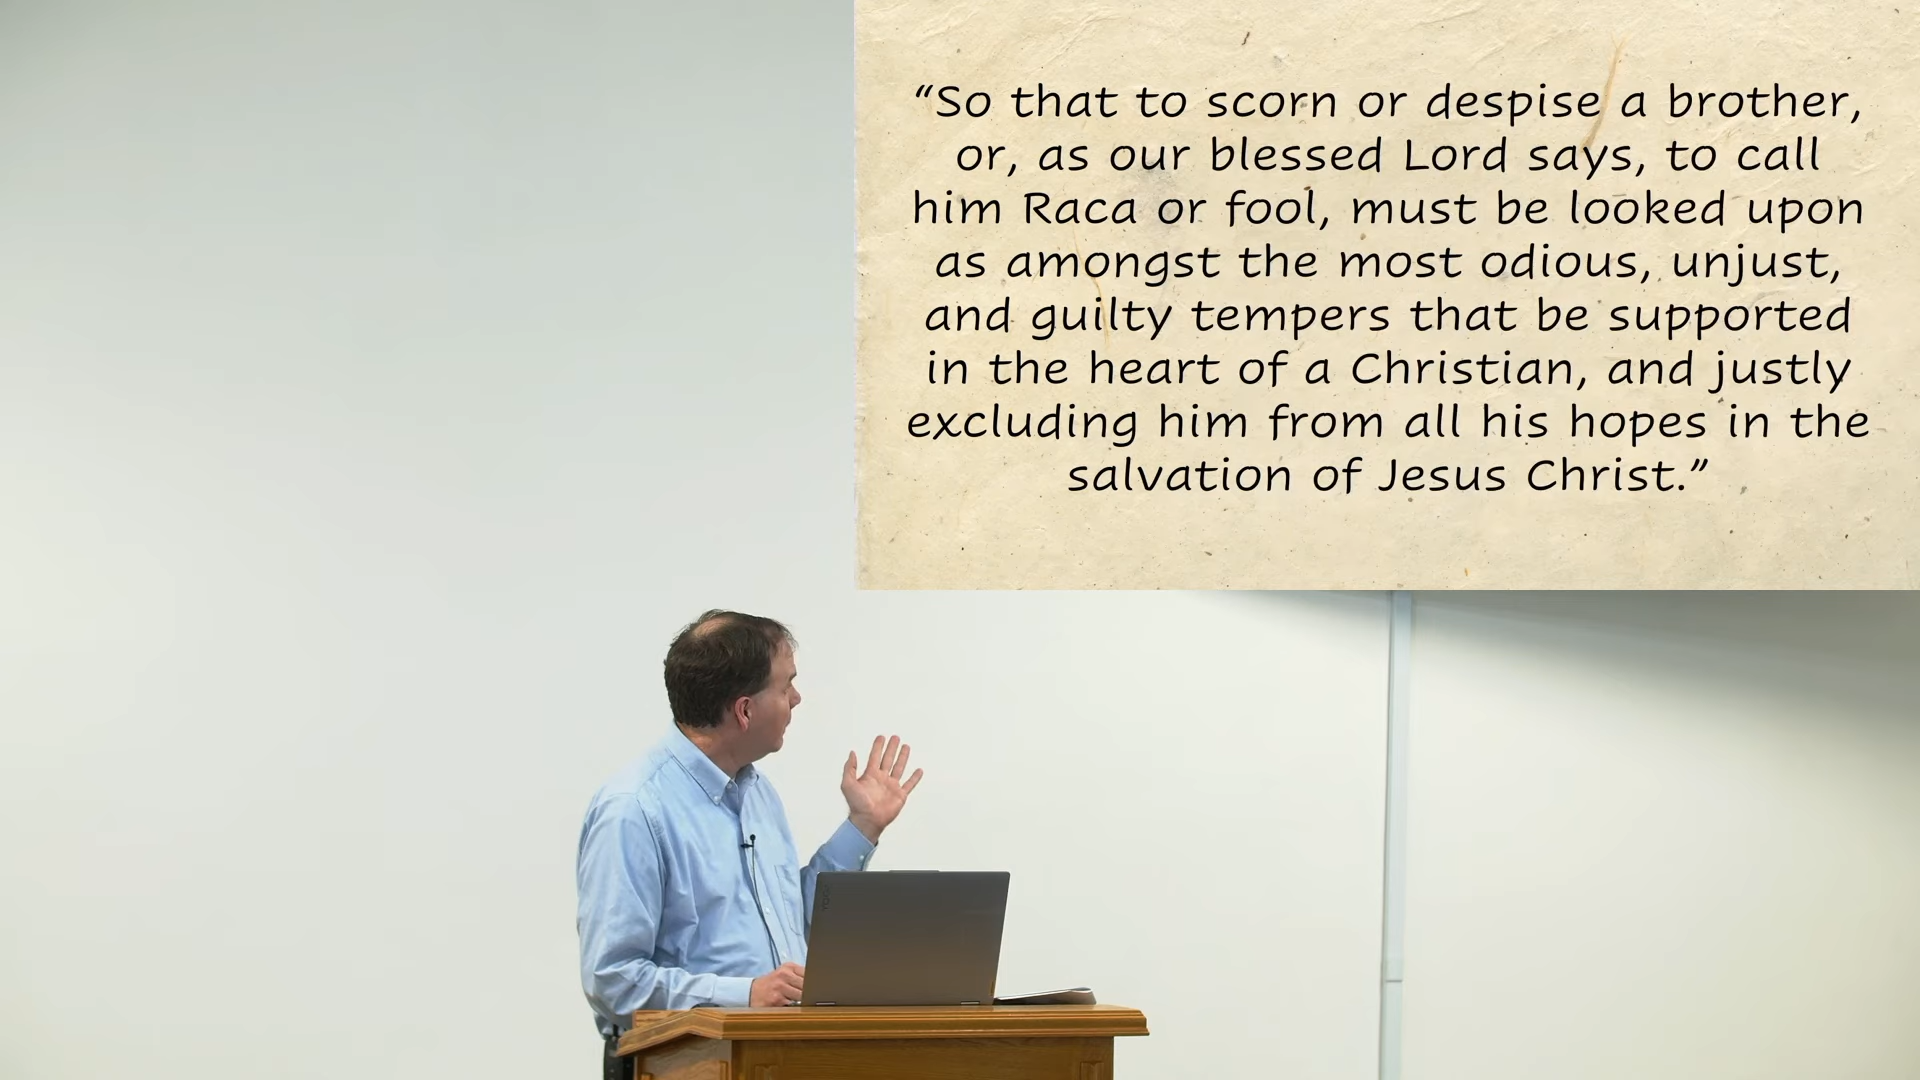 “So that to scorn or despise a brother,
or, as our blessed Lord says, to call
him Raca or fool, must be looked upon
as amongst the most odious, unjust,
and guilty tempers that be supported
in the heart of a Christian, and justly
excluding him from all his hopes in the
salvation of Jesus Christ.”
YOGA